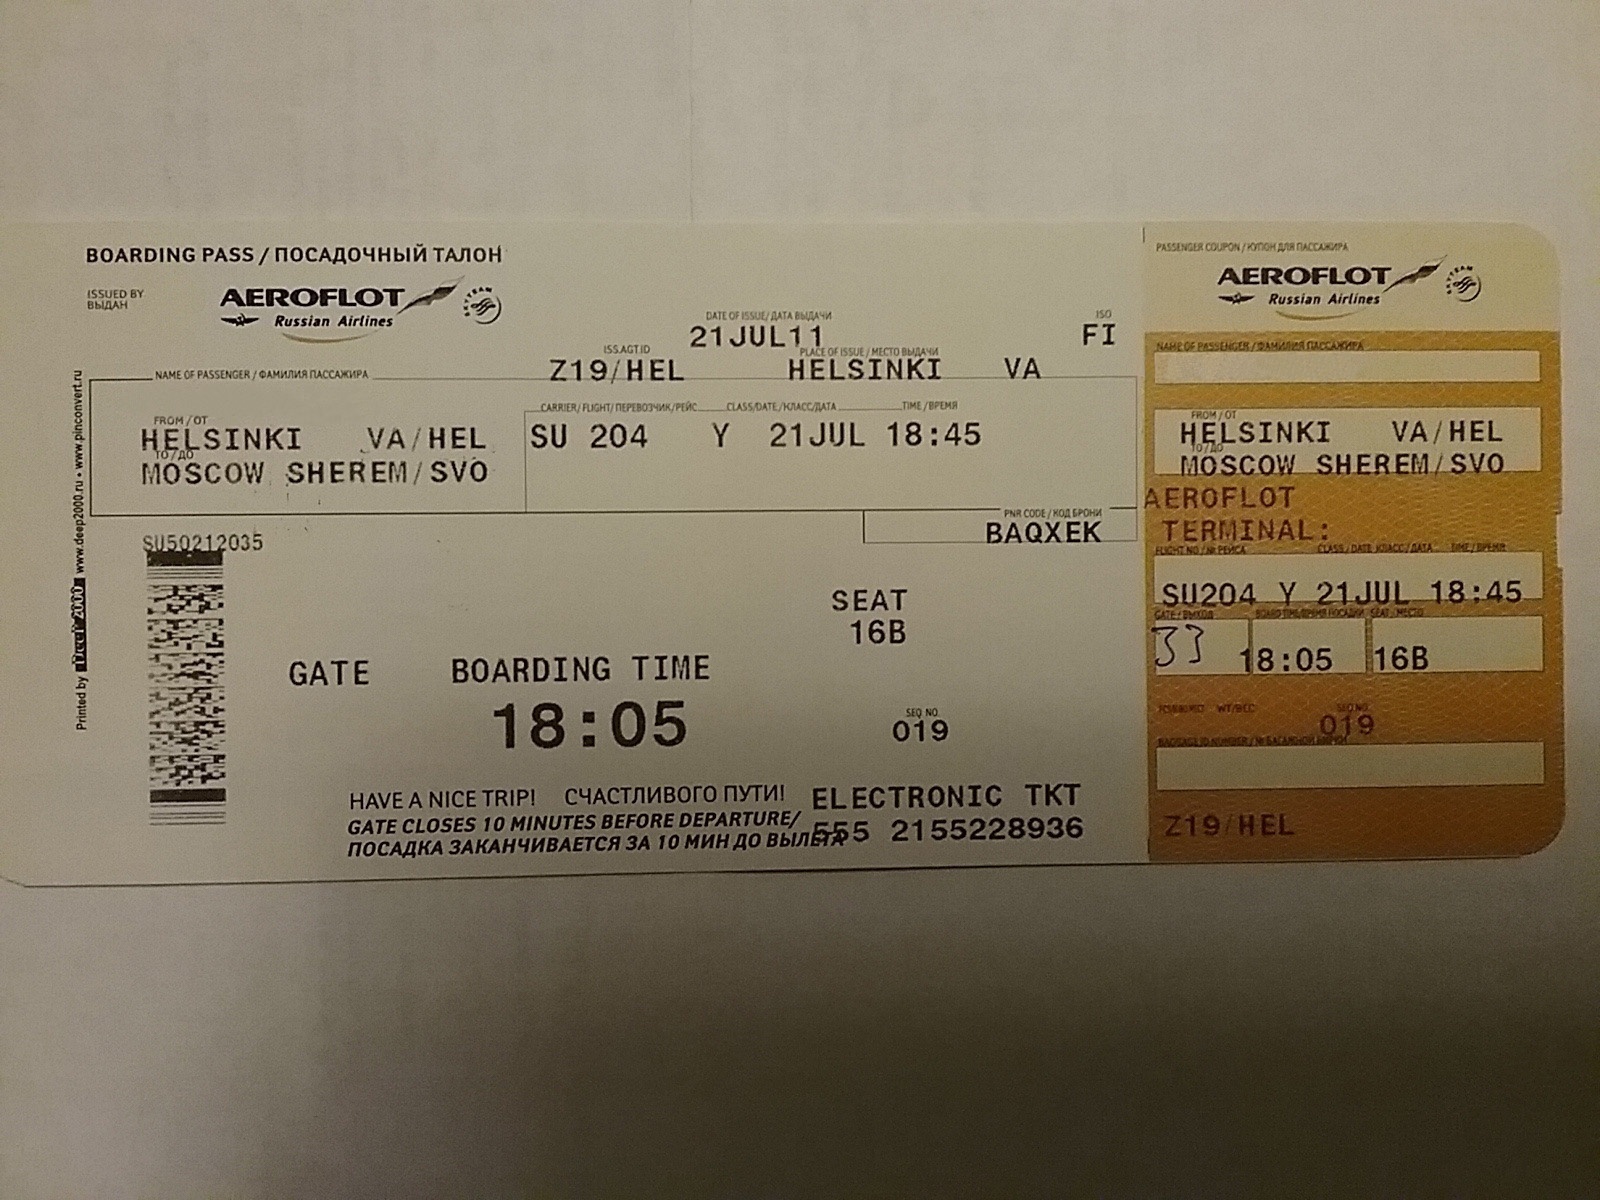 BOARDING PASS / ПОСАДОЧНЫЙ ТАЛОН
ISSUED BY
ВЫДАН
AEROFLOT
Russian Airlines
SKYTEAM
DATE OF ISSUE / ДАТА ВЫДАЧИ
21JUL11
ISO
FI
ISS.AGT.ID
Z19/HEL
PLACE OF ISSUE / МЕСТО ВЫДАЧИ
HELSINKI VA
NAME OF PASSENGER / ФАМИЛИЯ ПАССАЖИРА
FROM / ОТ
HELSINKI VA/HEL
TO / ДО
MOSCOW SHEREM/SVO
CARRIER / FLIGHT / ПЕРЕВОЗЧИК/РЕЙС CLASS/DATE / КЛАСС/ДАТА TIME / ВРЕМЯ
SU 204 Y 21JUL 18:45
PNR CODE / КОД БРОНИ
BAQXEK
SU50212035
SEAT
16B
GATE BOARDING TIME
18:05
SEQ NO.
019
HAVE A NICE TRIP! СЧАСТЛИВОГО ПУТИ!
GATE CLOSES 10 MINUTES BEFORE DEPARTURE/
ПОСАДКА ЗАКАНЧИВАЕТСЯ ЗА 10 МИН ДО ВЫЛЕТА
ELECTRONIC TKT
555 2155228936
Printed by Deep 2000 www.deep2000.ru • www.pinconvert.ru
PASSENGER COUPON / КУПОН ДЛЯ ПАССАЖИРА
AEROFLOT
Russian Airlines
SKYTEAM
NAME OF PASSENGER / ФАМИЛИЯ ПАССАЖИРА
FROM / ОТ
HELSINKI VA/HEL
TO / ДО
MOSCOW SHEREM/SVO
AEROFLOT
TERMINAL:
FLIGHT NO / № РЕЙСА CLASS / DATE КЛАСС / ДАТА TIME / ВРЕМЯ
SU204 Y 21JUL 18:45
GATE / ВЫХОД BOARD TIME/ВРЕМЯ ПОСАДКИ SEAT / МЕСТО
33 18:05 16B
WT/ВЕС SEQ NO.
019
BAGGAGE ID NUMBER / № БАГАЖНОЙ БИРКИ
Z19/HEL